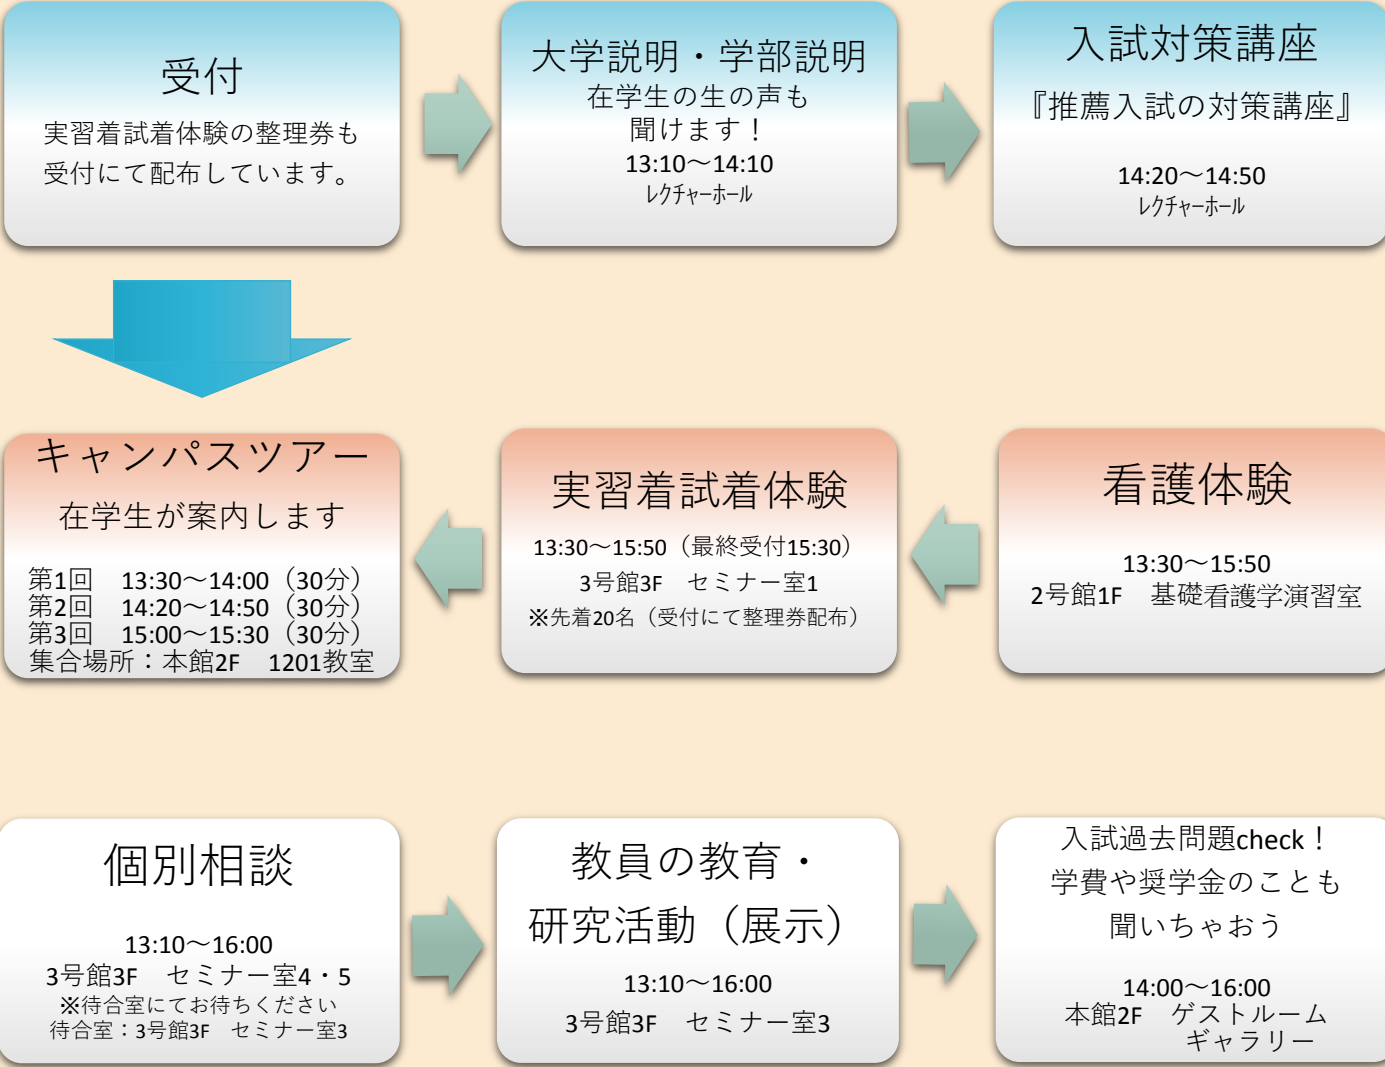 受付
実習着試着体験の整理券も
受付にて配布しています。
大学説明・学部説明
在学生の生の声も
聞けます！
13:10～14:10
ﾚｸﾁｬｰﾎｰﾙ
入試対策講座
『推薦入試の対策講座』
14:20～14:50
ﾚｸﾁｬｰﾎｰﾙ
キャンパスツアー
在学生が案内します
第1回　13:30～14:00（30分）
第2回　14:20～14:50（30分）
第3回　15:00～15:30（30分）
集合場所：本館2F　1201教室
実習着試着体験
13:30～15:50（最終受付15:30）
3号館3F　セミナー室1
※先着20名（受付にて整理券配布）
看護体験
13:30～15:50
2号館1F　基礎看護学演習室
個別相談
13:10～16:00
3号館3F　セミナー室4・5
※待合室にてお待ちください
待合室：3号館3F　セミナー室3
教員の教育・
研究活動（展示）
13:10～16:00
3号館3F　セミナー室3
入試過去問題check！
学費や奨学金のことも
聞いちゃおう
14:00～16:00
本館2F　ゲストルーム
ギャラリー